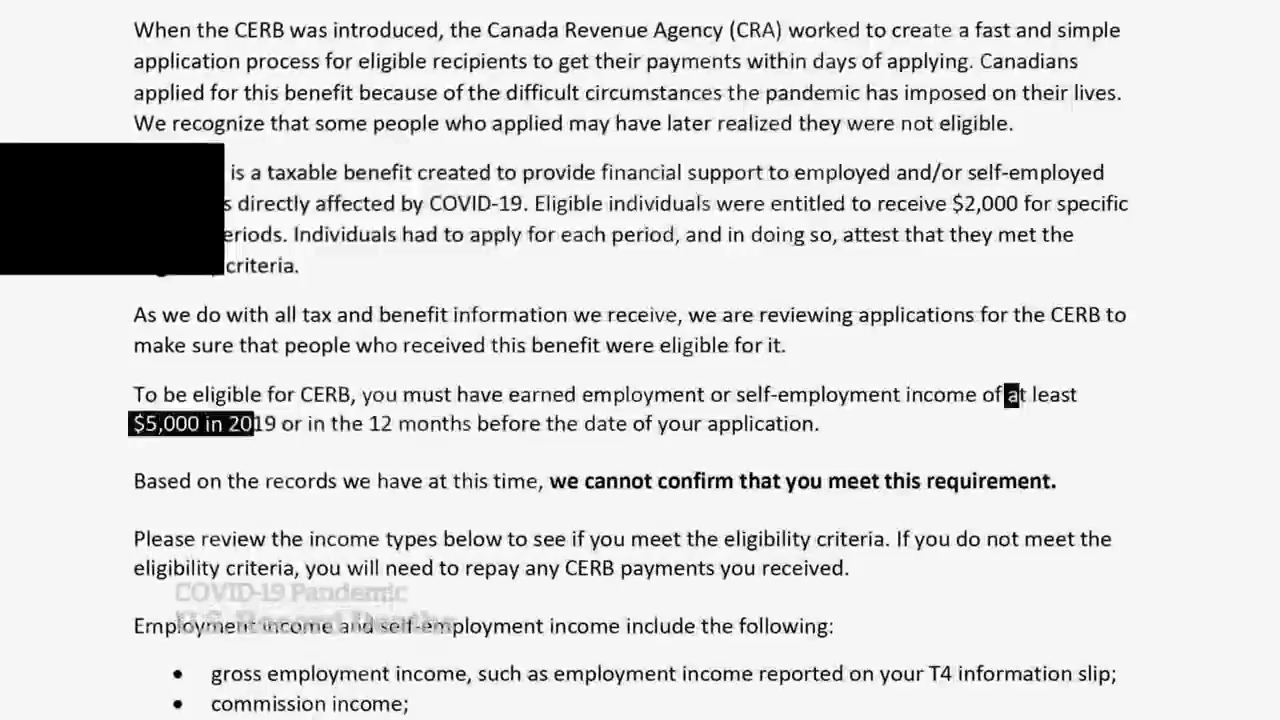 When the CERB was introduced, the Canada Revenue Agency (CRA) worked to create a fast and simple
application process for eligible recipients to get their payments within days of applying. Canadians
applied for this benefit because of the difficult circumstances the pandemic has imposed on their lives.
We recognize that some people who applied may have later realized they were not eligible.
is a taxable benefit created to provide financial support to employed and/or self-employed
s directly affected by COVID-19. Eligible individuals were entitled to receive $2,000 for specific
eriods. Individuals had to apply for each period, and in doing so, attest that they met the
criteria.
As we do with all tax and benefit information we receive, we are reviewing applications for the CERB to
make sure that people who received this benefit were eligible for it.
To be eligible for CERB, you must have earned employment or self-employment income of at least
$5,000 in 2019 or in the 12 months before the date of your application.
Based on the records we have at this time, we cannot confirm that you meet this requirement.
Please review the income types below to see if you meet the eligibility criteria. If you do not meet the
eligibility criteria, you will need to repay any CERB payments you received.
COVID-19 Pandemic
U.S. Record Deaths
Employment income and self-employment income include the following:
• gross employment income, such as employment income reported on your T4 information slip;
• commission income;